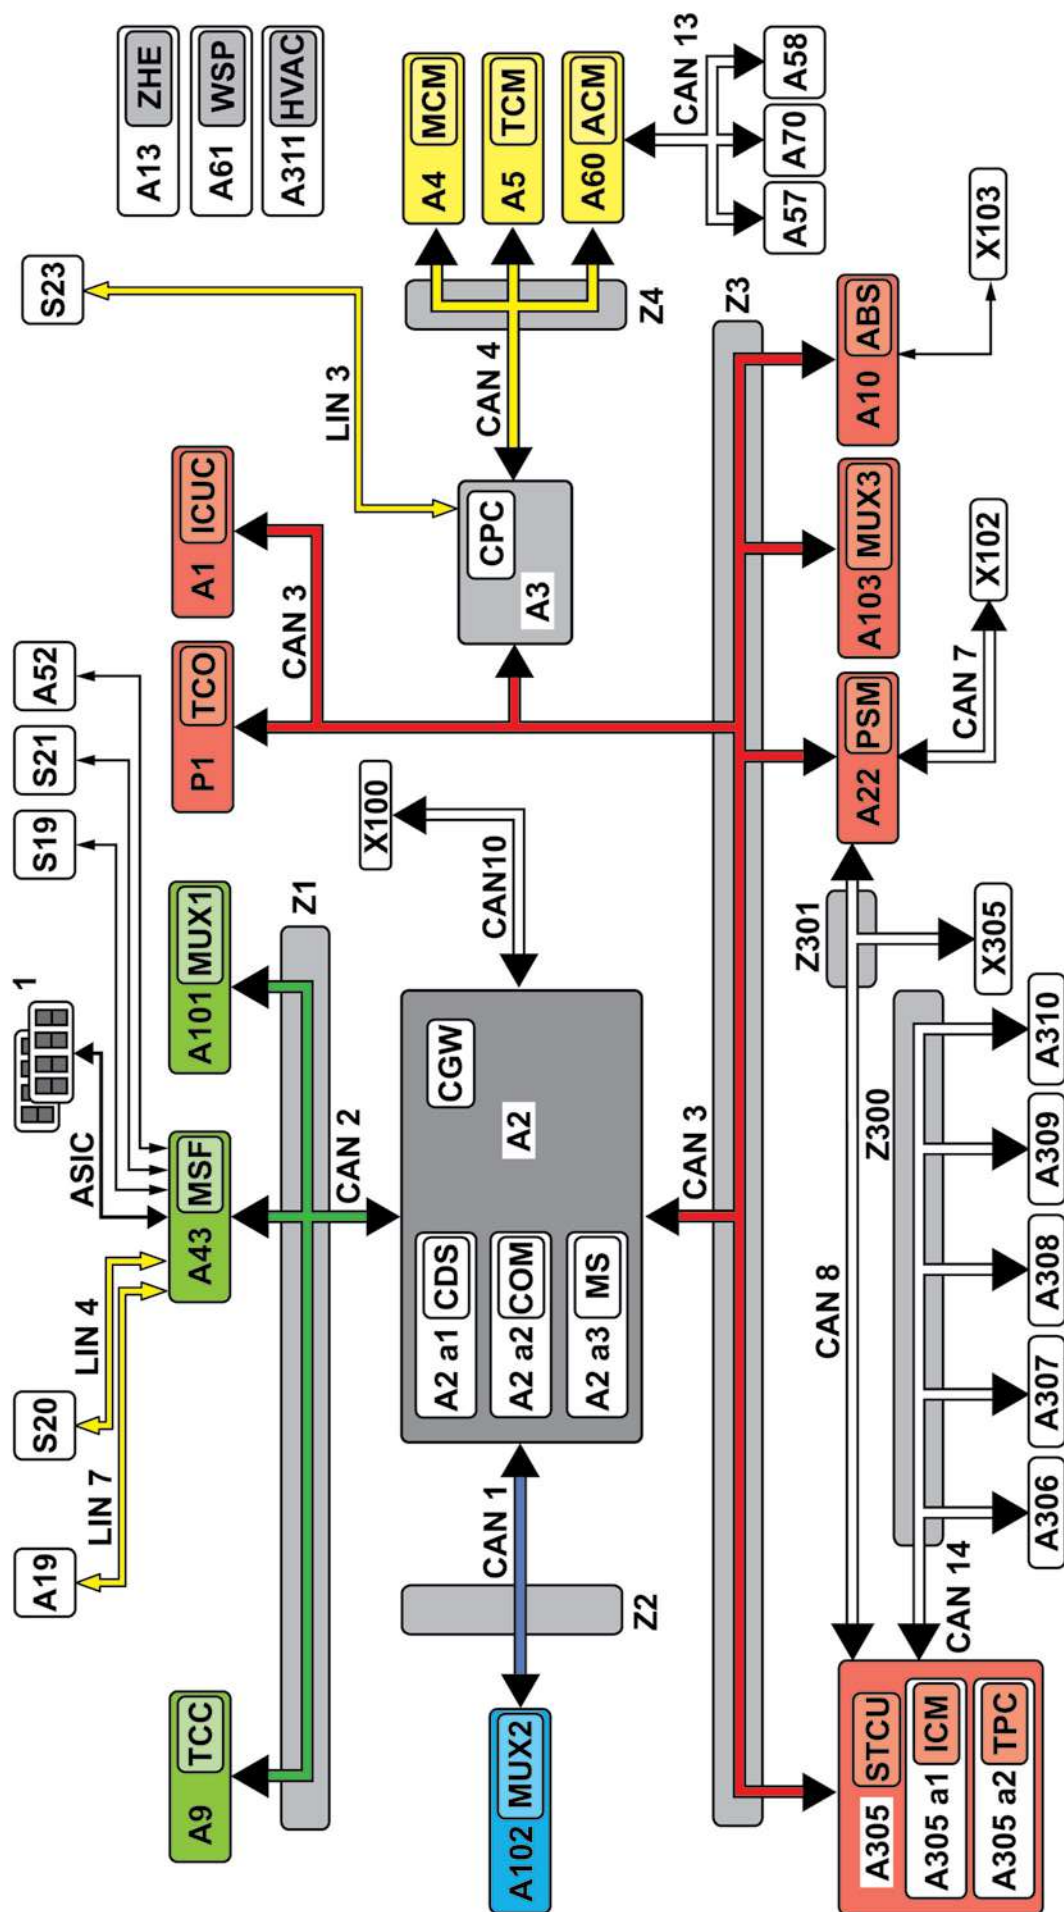 A13 ZHE
A61 WSP
A311 HVAC
S23
LIN 3
A4 MCM
A5 TCM
A60 ACM
CAN 13
A57
A70
A58
Z4
CAN 4
CPC
A3
A52
S21
S19
1
ASIC
LIN 4
S20
LIN 7
A19
A1 ICUC
P1 TCO
CAN 3
A101 MUX1
A43 MSF
A9 TCC
Z1
CAN 2
X100
CAN10
CGW
A2
A2 a1 CDS
A2 a2 COM
A2 a3 MS
CAN 1
Z2
A102 MUX2
CAN 3
Z3
A10 ABS
X103
A103 MUX3
A22 PSM
X102
CAN 7
Z301
X305
CAN 8
Z300
A310
A309
A308
A307
A306
CAN 14
A305 STCU
A305 a1 ICM
A305 a2 TPC